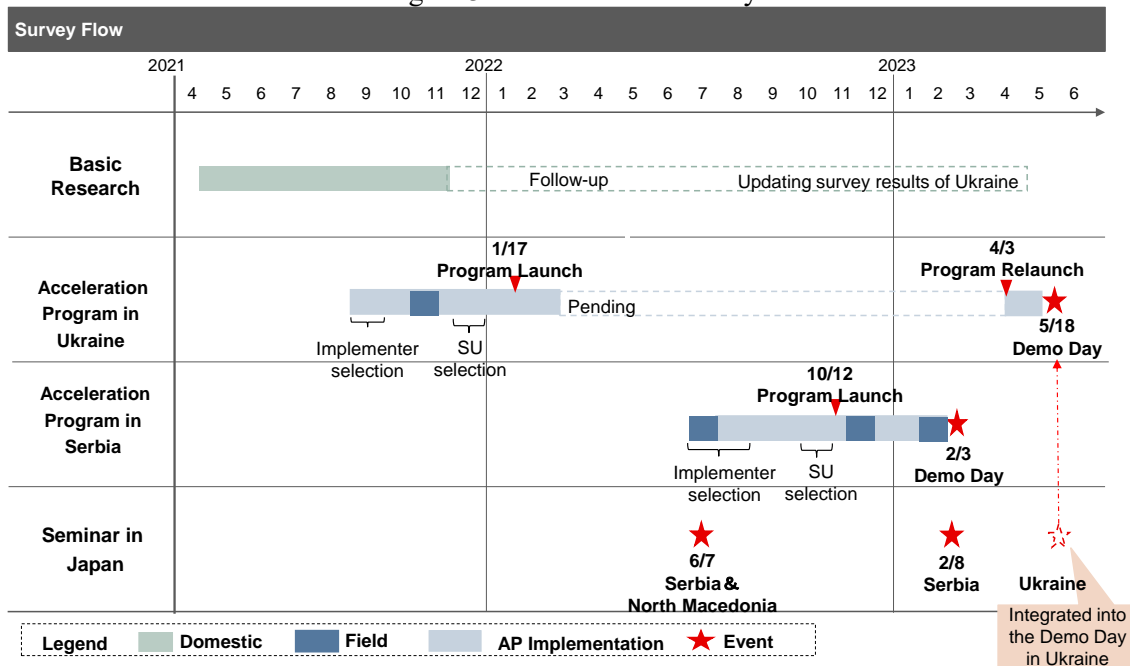 Survey Flow
2021 2022 2023
4 5 6 7 8 9 10 11 12 1 2 3 4 5 6 7 8 9 10 11 12 1 2 3 4 5 6
Basic
Research
Follow-up
Updating survey results of Ukraine
Acceleration
Program in
Ukraine
1/17
Program Launch
Pending
4/3
Program Relaunch
Implementer
selection
SU
selection
5/18
Demo Day
Acceleration
Program in
Serbia
10/12
Program Launch
Implementer
selection
SU
selection
2/3
Demo Day
Seminar in
Japan
6/7
Serbia &
North Macedonia
2/8
Serbia
Ukraine
Integrated into
the Demo Day
in Ukraine
Legend Domestic Field AP Implementation Event